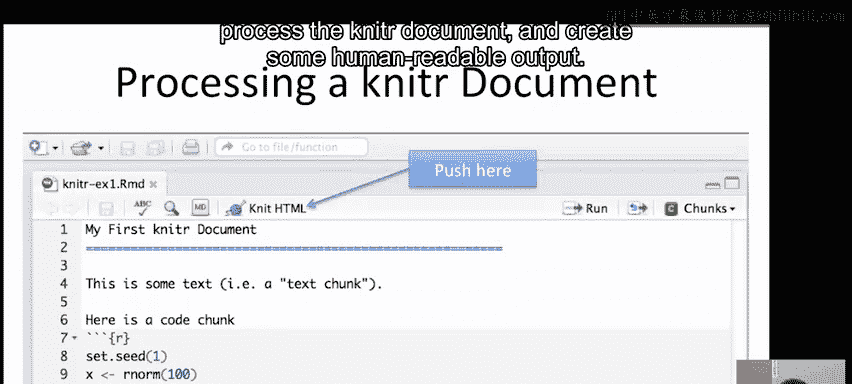 process the knitr document, and create
some human-readable output.
Processing a knitr Document
Go to file/function
Push here
knitr-ex1.Rmd
ABC
MD
Knit HTML
Run
Chunks
1 My First knitr Document
2 ============================================================
3
4 This is some text (i.e. a "text chunk").
5
6 Here is a code chunk
7 ```{r}
8 set.seed(1)
9 x <- rnorm(100)